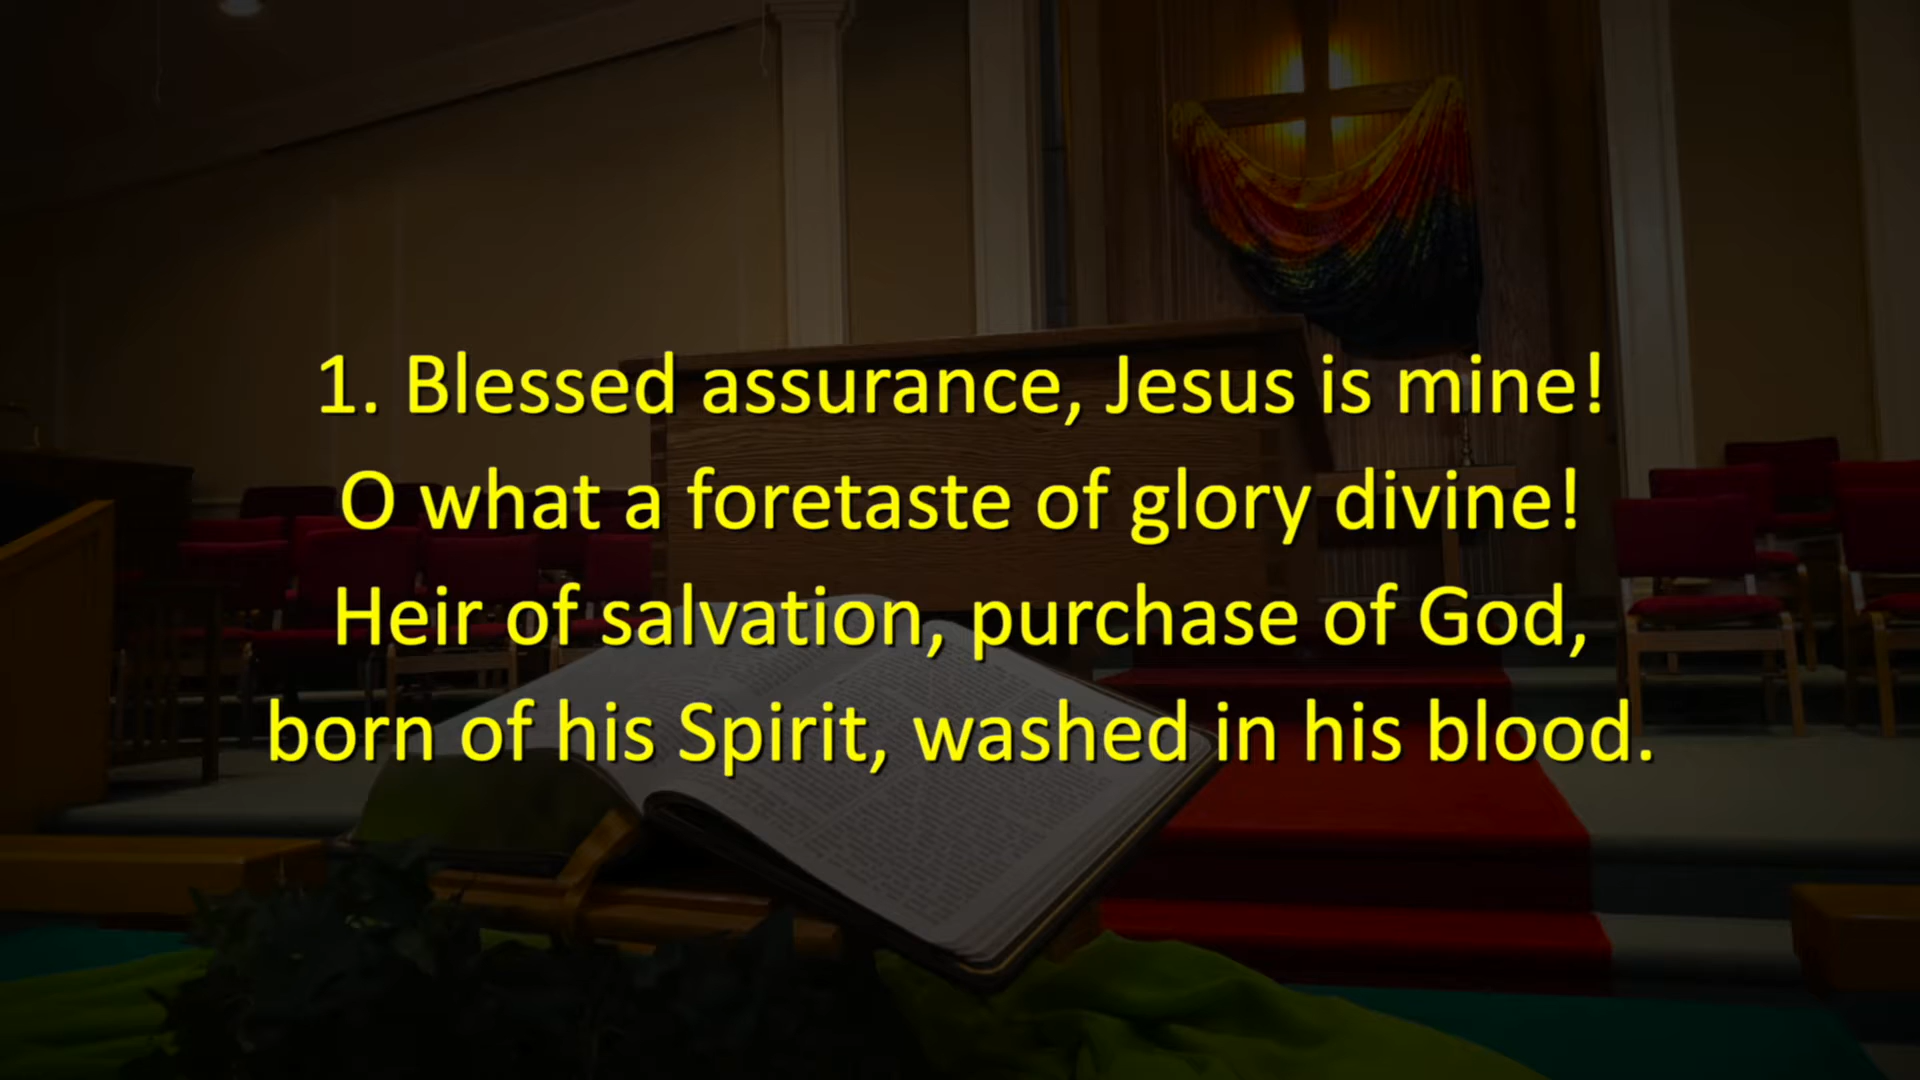 1. Blessed assurance, Jesus is mine!
O what a foretaste of glory divine!
Heir of salvation, purchase of God,
born of his Spirit, washed in his blood.